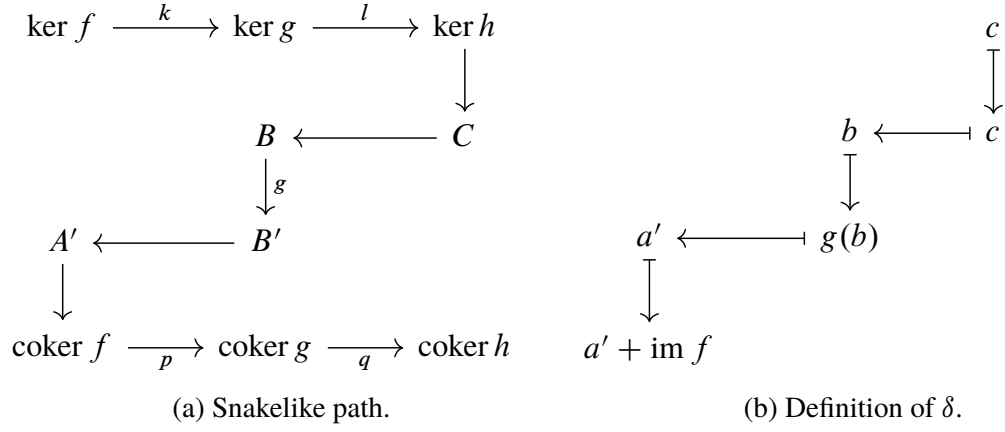 ker f k ker g l ker h c
B C b c
g
A′ B′ a′ g(b)
coker f p coker g q coker h a′ + im f
(a) Snakelike path. (b) Definition of δ.